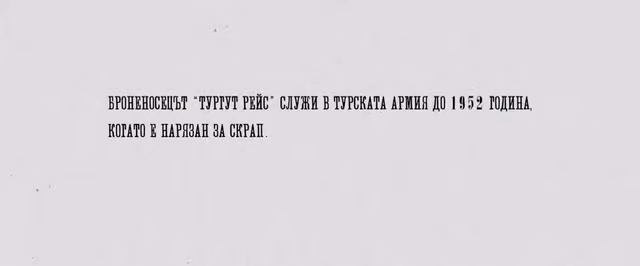 БРОНЕНОСЕЦЪТ "ТУРГУТ РЕЙС" СЛУЖИ В ТУРСКАТА АРМИЯ ДО 1952 ГОДИНА,
КОГАТО Е НАРЯЗАН ЗА СКРАП.